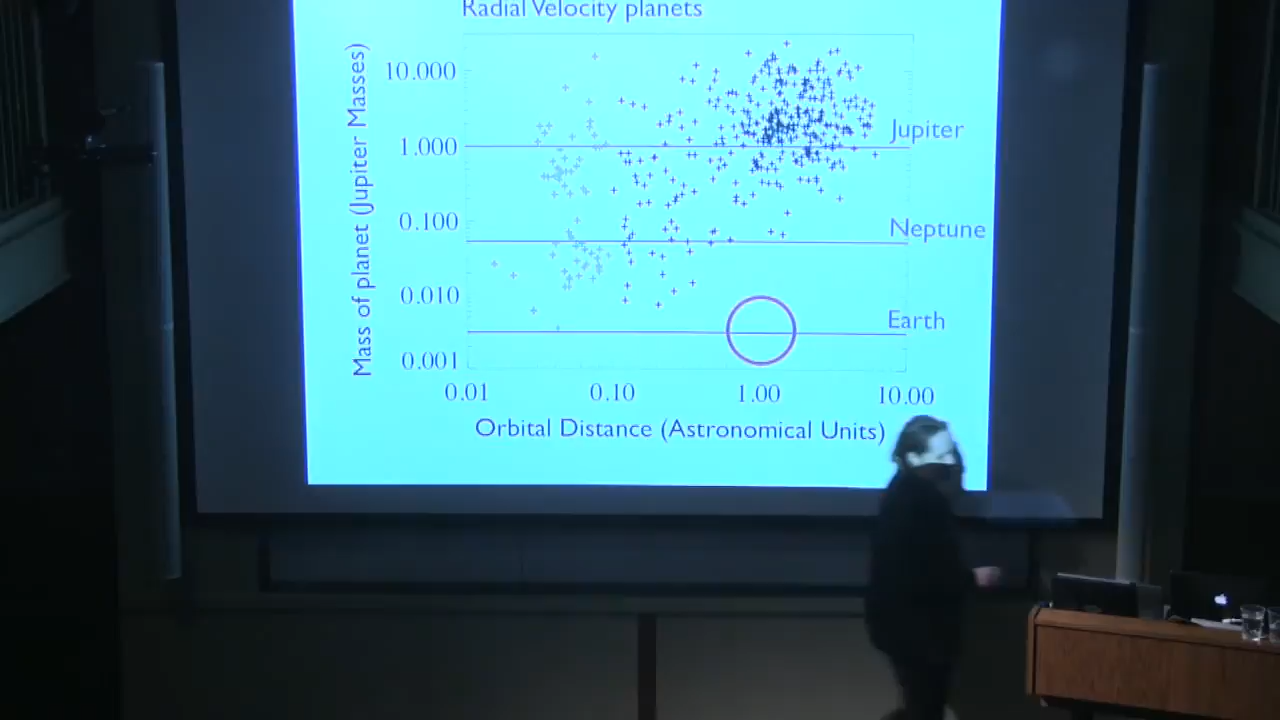 Radial Velocity planets
Mass of planet (Jupiter Masses)
10.000
1.000
0.100
0.010
0.001
Jupiter
Neptune
Earth
0.01 0.10 1.00 10.00
Orbital Distance (Astronomical Units)